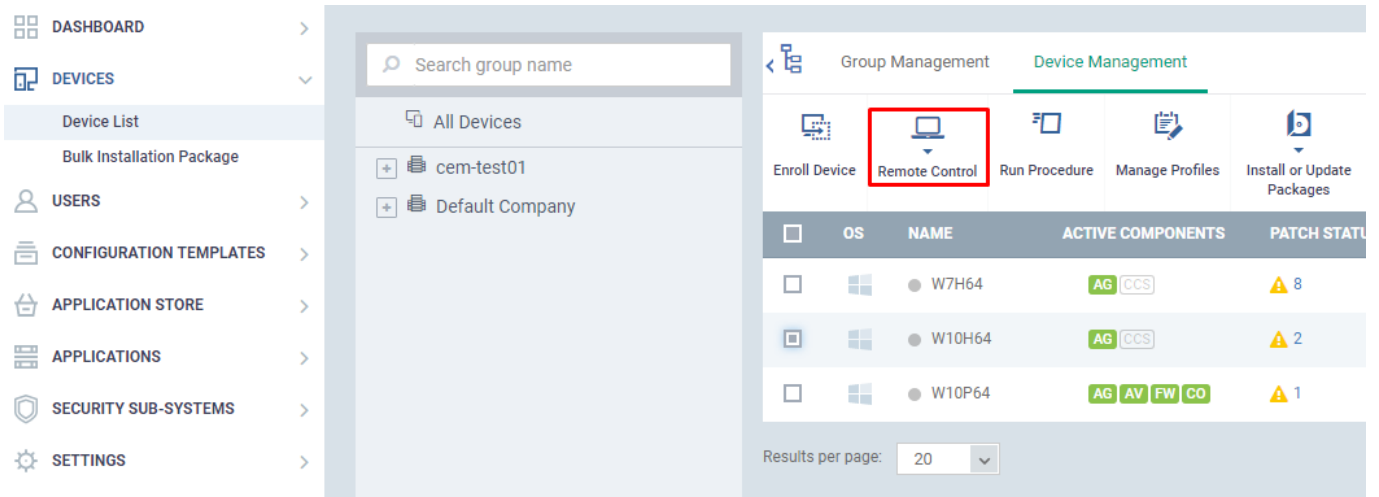 DASHBOARD
DEVICES
Device List
Bulk Installation Package
USERS
CONFIGURATION TEMPLATES
APPLICATION STORE
APPLICATIONS
SECURITY SUB-SYSTEMS
SETTINGS
Search group name
All Devices
cem-test01
Default Company
Group Management Device Management
Enroll Device Remote Control Run Procedure Manage Profiles Install or Update
Packages
OS NAME ACTIVE COMPONENTS PATCH STATU
W7H64 AG CCS 8
W10H64 AG CCS 2
W10P64 AG AV FW CO 1
Results per page: 20